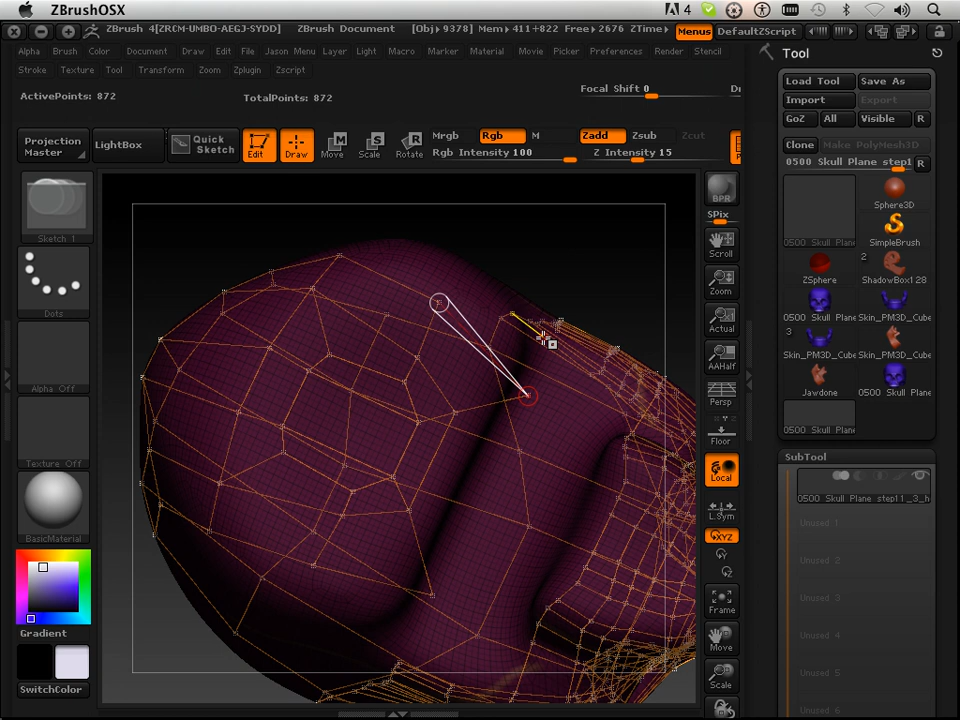 ZBrushOSX
4
ZBrush 4[ZRCM-UMBO-AEGJ-SYDD] ZBrush Document [Obj>9378] Mem>411+822 Free>2676 ZTime> Menus DefaultZScript
Alpha Brush Color Document Draw Edit File Jason Menu Layer Light Macro Marker Material Movie Picker Preferences Render Stencil
Stroke Texture Tool Transform Zoom Zplugin Zscript
ActivePoints: 872
TotalPoints: 872
Focal Shift 0
Projection Master
LightBox
Quick Sketch
Edit
Draw
Move
Scale
Rotate
Mrgb Rgb M
Rgb Intensity 100
Zadd Zsub Zcut
Z Intensity 15
Sketch 1
Dots
Alpha Off
Texture Off
BasicMaterial
Gradient
SwitchColor
BPR
SPix
Scroll
Zoom
Actual
AAHalf
Persp
Floor
Local
L.Sym
XYZ
Frame
Move
Scale
Tool
Load Tool Save As
Import Export
GoZ All Visible R
Clone Make PolyMesh3D
0500 Skull Plane step1 R
0500 Skull Plane
Sphere3D
SimpleBrush
ZSphere
2
ShadowBox128
0500 Skull Plane
Skin_PM3D_Cube
3
Skin_PM3D_Cube
Skin_PM3D_Cube
Jawdone
0500 Skull Plane
0500 Skull Plane
SubTool
0500 Skull Plane step11_3_h
Unused 1
Unused 2
Unused 3
Unused 4
Unused 5
Unused 6